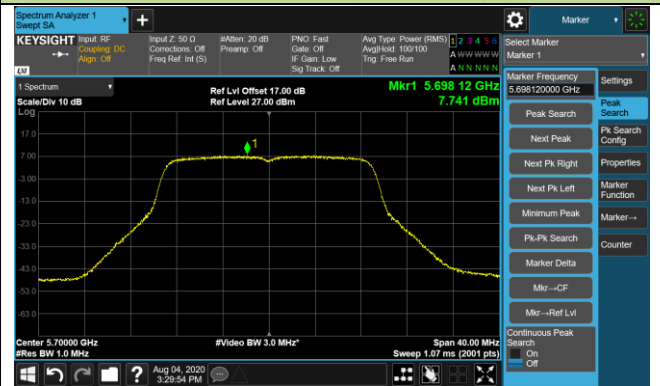 Spectrum Analyzer 1
Swept SA
+
Marker
KEYSIGHT
Input: RF
Coupling: DC
Align: Off
Input Z: 50 Ω
Corrections: Off
Freq Ref: Int (S)
#Atten: 20 dB
Preamp: Off
PNO: Fast
Gate: Off
IF Gain: Low
Sig Track: Off
Avg Type: Power (RMS)
Avg|Hold: 100/100
Trig: Free Run
1 2 3 4 5 6
A W W W W W
A N N N N N
Select Marker
Marker 1
LXI
1 Spectrum
Scale/Div 10 dB
Ref Lvl Offset 17.00 dB
Ref Level 27.00 dBm
Mkr1 5.698 12 GHz
7.741 dBm
Log
17.0
7.00
-3.00
-13.0
-23.0
-33.0
-43.0
-53.0
-63.0
1
Center 5.70000 GHz
#Res BW 1.0 MHz
#Video BW 3.0 MHz*
Span 40.00 MHz
Sweep 1.07 ms (2001 pts)
Marker Frequency
5.698120000 GHz
Peak Search
Next Peak
Next Pk Right
Next Pk Left
Minimum Peak
Pk-Pk Search
Marker Delta
Mkr→CF
Mkr→Ref Lvl
Continuous Peak
Search
On
Off
Settings
Peak
Search
Pk Search
Config
Properties
Marker
Function
Marker→
Counter
?
Aug 04, 2020
3:29:54 PM